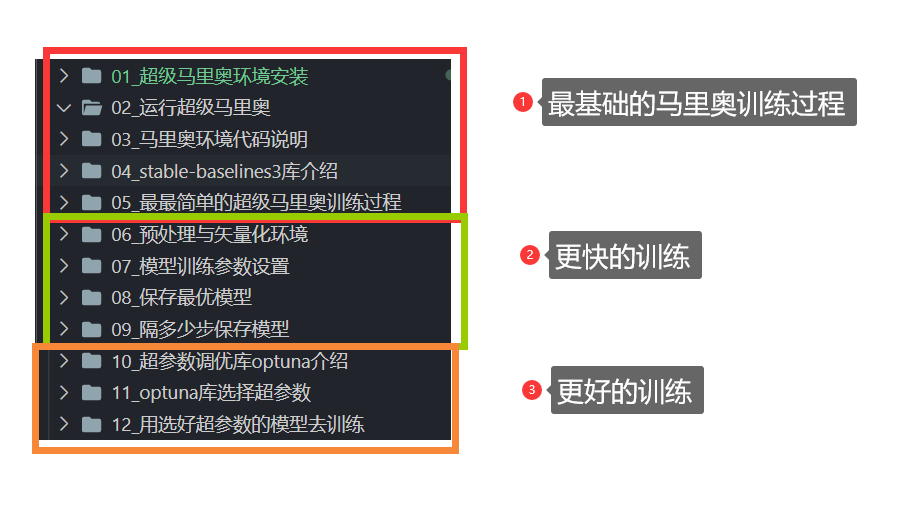 01_超级马里奥环境安装
02_运行超级马里奥
03_马里奥环境代码说明
04_stable-baselines3库介绍
05_最最简单的超级马里奥训练过程
06_预处理与矢量化环境
07_模型训练参数设置
08_保存最优模型
09_隔多少步保存模型
10_超参数调优库optuna介绍
11_optuna库选择超参数
12_用选好超参数的模型去训练
1 最基础的马里奥训练过程
2 更快的训练
3 更好的训练